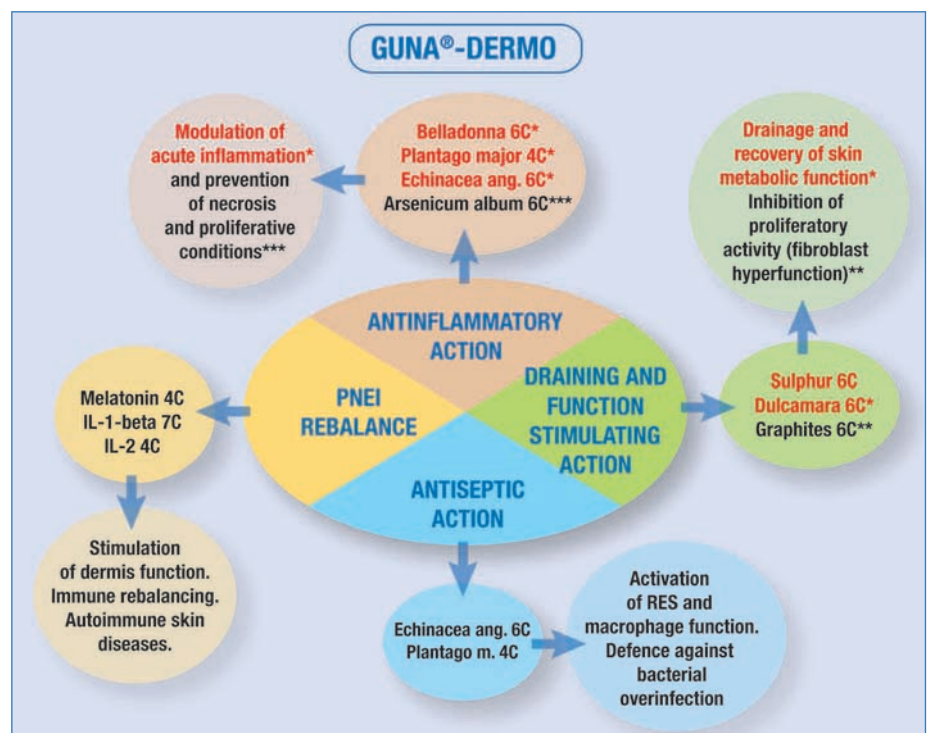 GUNA®-DERMO
Modulation of
acute inflammation*
and prevention
of necrosis
and proliferative
conditions***
Belladonna 6C*
Plantago major 4C*
Echinacea ang. 6C*
Arsenicum album 6C***
Drainage and
recovery of skin
metabolic function*
Inhibition of
proliferatory
activity (fibroblast
hyperfunction)**
ANTINFLAMMATORY
ACTION
PNEI
REBALANCE
DRAINING AND
FUNCTION
STIMULATING
ACTION
ANTISEPTIC
ACTION
Melatonin 4C
IL-1-beta 7C
IL-2 4C
Sulphur 6C
Dulcamara 6C*
Graphites 6C**
Stimulation
of dermis function.
Immune rebalancing.
Autoimmune skin
diseases.
Echinacea ang. 6C
Plantago m. 4C
Activation
of RES and
macrophage function.
Defence against
bacterial
overinfection